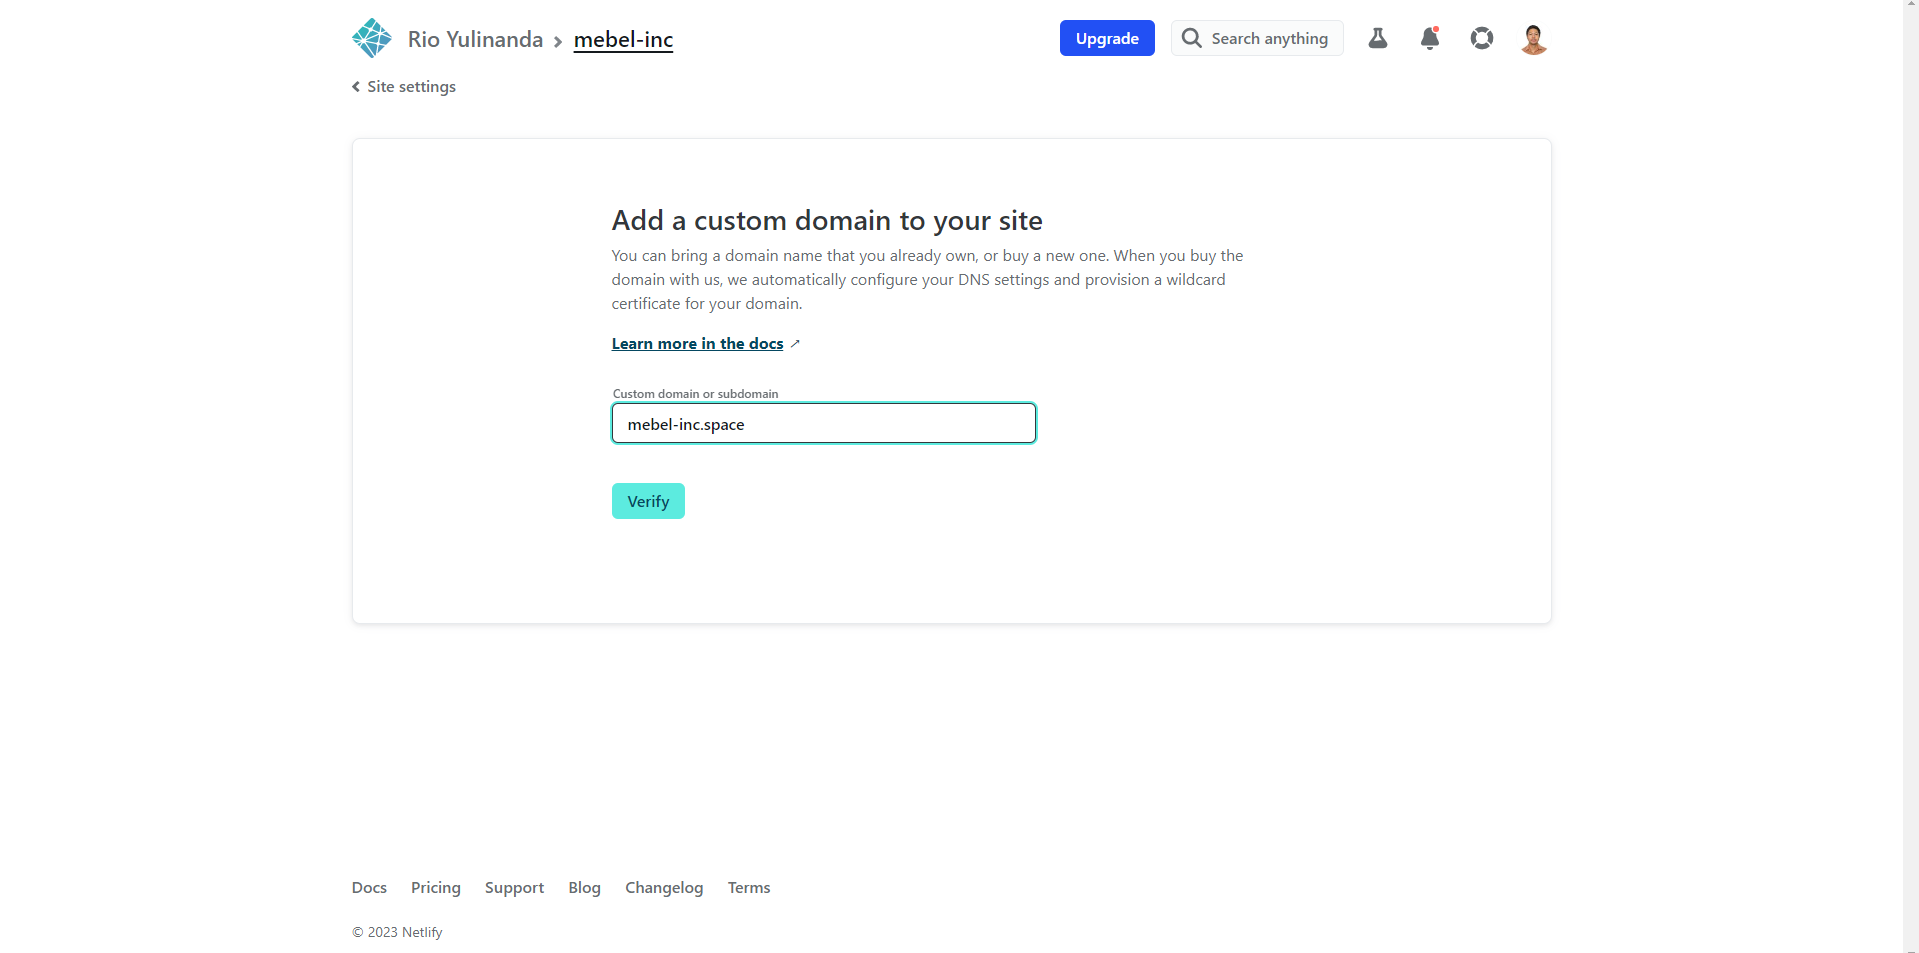 Rio Yulinanda > mebel-inc
Upgrade
Search anything
Site settings
Add a custom domain to your site
You can bring a domain name that you already own, or buy a new one. When you buy the
domain with us, we automatically configure your DNS settings and provision a wildcard
certificate for your domain.
Learn more in the docs ↗
Custom domain or subdomain
mebel-inc.space
Verify
Docs Pricing Support Blog Changelog Terms
© 2023 Netlify